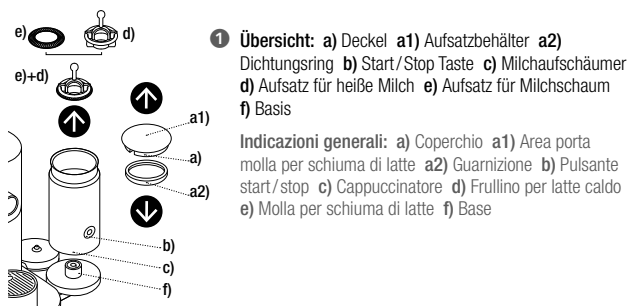 e)
d)
e)+d)
a1)
a)
a2)
b)
c)
f)
1 Übersicht: a) Deckel a1) Aufsatzbehälter a2)
Dichtungsring b) Start/Stop Taste c) Milchaufschäumer
d) Aufsatz für heiße Milch e) Aufsatz für Milchschaum
f) Basis
Indicazioni generali: a) Coperchio a1) Area porta
molla per schiuma di latte a2) Guarnizione b) Pulsante
start/stop c) Cappuccinatore d) Frullino per latte caldo
e) Molla per schiuma di latte f) Base